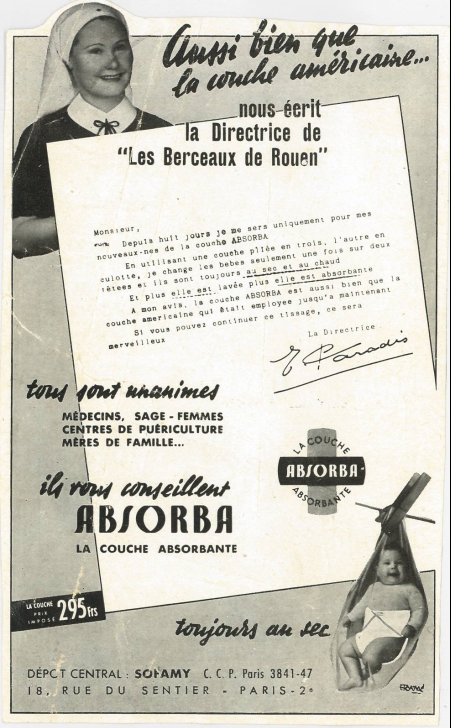 Aussi bien que
la couche américaine...
nous écrit
la Directrice de
"Les Berceaux de Rouen"
Monsieur,
Depuis huit jours je me sers uniquement pour mes
nouveaux-nes de la couche ABSORBA
En utilisant une couche pliée en trois, l'autre en
culotte, je change les bebes seulement une fois sur deux
têtees et ils sont toujours au sec et au chaud
Et plus elle est lavée plus elle est absorbante
A mon avis, la couche ABSORBA est aussi bien que la
couche americaine qui était employee jusqu'a maintenant
Si vous pouvez continuer ce tissage, ce sera
merveilleux
La Directrice
Paradis
tous sont unanimes
MÉDECINS, SAGE-FEMMES
CENTRES DE PUÉRICULTURE
MÈRES DE FAMILLE...
LA COUCHE
ABSORBA
ABSORBANTE
ils vous conseillent
ABSORBA
LA COUCHE ABSORBANTE
LA COUCHE
PRIX
IMPOSÉ
295 Frs
toujours au sec
DÉPOT CENTRAL : SOFAMY C. C. P. Paris 3841-47
18, RUE DU SENTIER - PARIS-2e